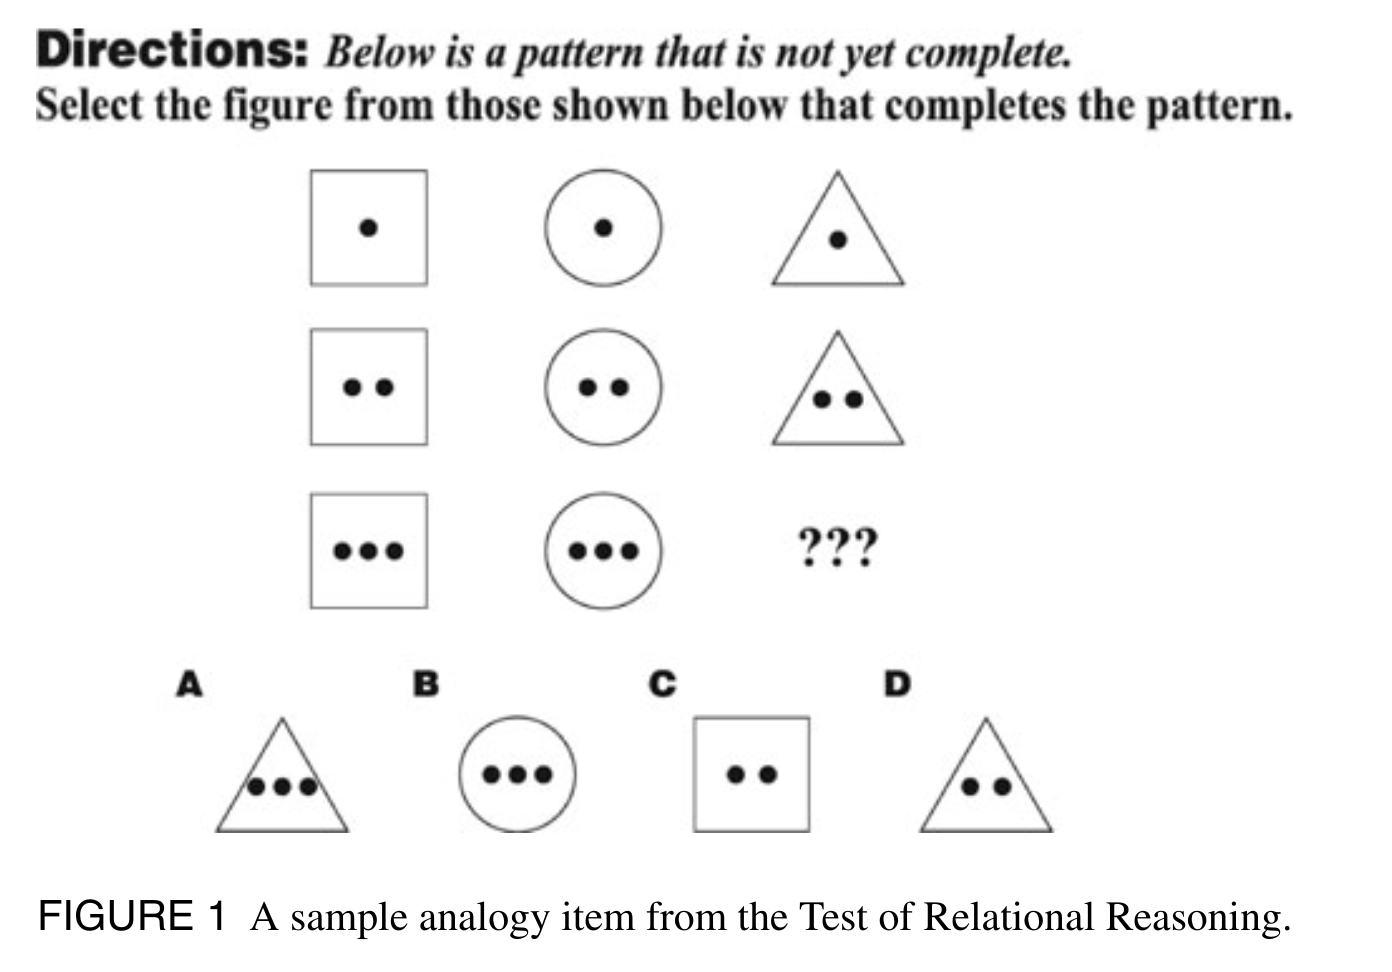 Directions: Below is a pattern that is not yet complete.
Select the figure from those shown below that completes the pattern.
???
A B C D
FIGURE 1 A sample analogy item from the Test of Relational Reasoning.